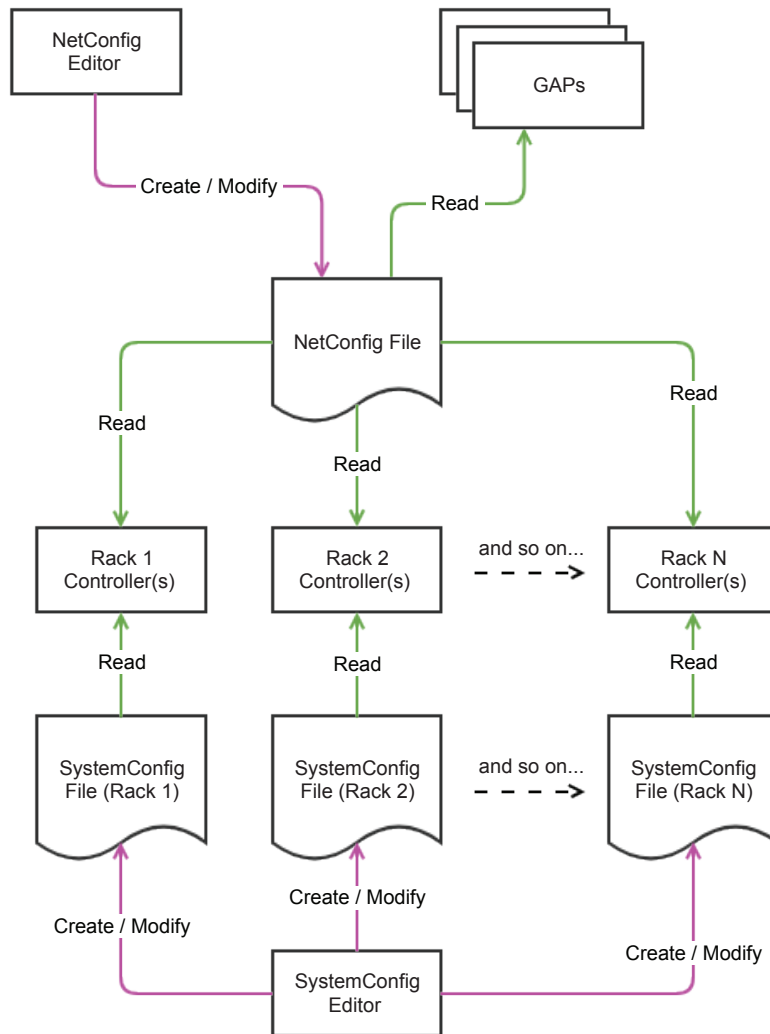 NetConfig
Editor
GAPs
Create / Modify
Read
NetConfig File
Read
Read
Read
Rack 1
Controller(s)
Rack 2
Controller(s)
and so on...
Rack N
Controller(s)
Read
Read
Read
SystemConfig
File (Rack 1)
SystemConfig
File (Rack 2)
and so on...
SystemConfig
File (Rack N)
Create / Modify
Create / Modify
Create / Modify
SystemConfig
Editor